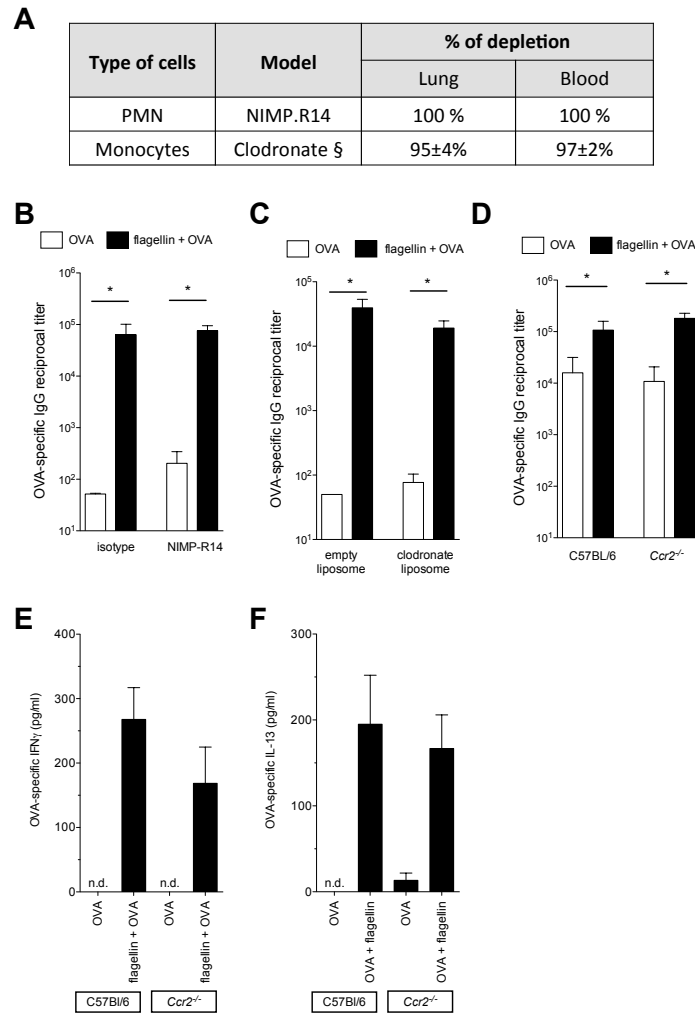 A
Type of cells Model % of depletion
Lung Blood
PMN NIMP.R14 100 % 100 %
Monocytes Clodronate § 95±4% 97±2%
B
OVA flagellin + OVA
OVA-specific IgG reciprocal titer
10⁶
10⁵
10⁴
10³
10²
10¹
* *
isotype NIMP-R14
C
OVA flagellin + OVA
OVA-specific IgG reciprocal titer
10⁵
10⁴
10³
10²
10¹
* *
empty liposome
clodronate liposome
D
OVA flagellin + OVA
OVA-specific IgG reciprocal titer
10⁶
10⁵
10⁴
10³
10²
10¹
* *
C57BL/6 Ccr2⁻/⁻
E
OVA-specific IFNγ (pg/ml)
400
300
200
100
0
n.d. n.d.
OVA
flagellin + OVA
OVA
flagellin + OVA
C57Bl/6 Ccr2⁻/⁻
F
OVA-specific IL-13 (pg/ml)
300
200
100
0
n.d.
OVA
OVA + flagellin
OVA
OVA + flagellin
C57Bl/6 Ccr2⁻/⁻